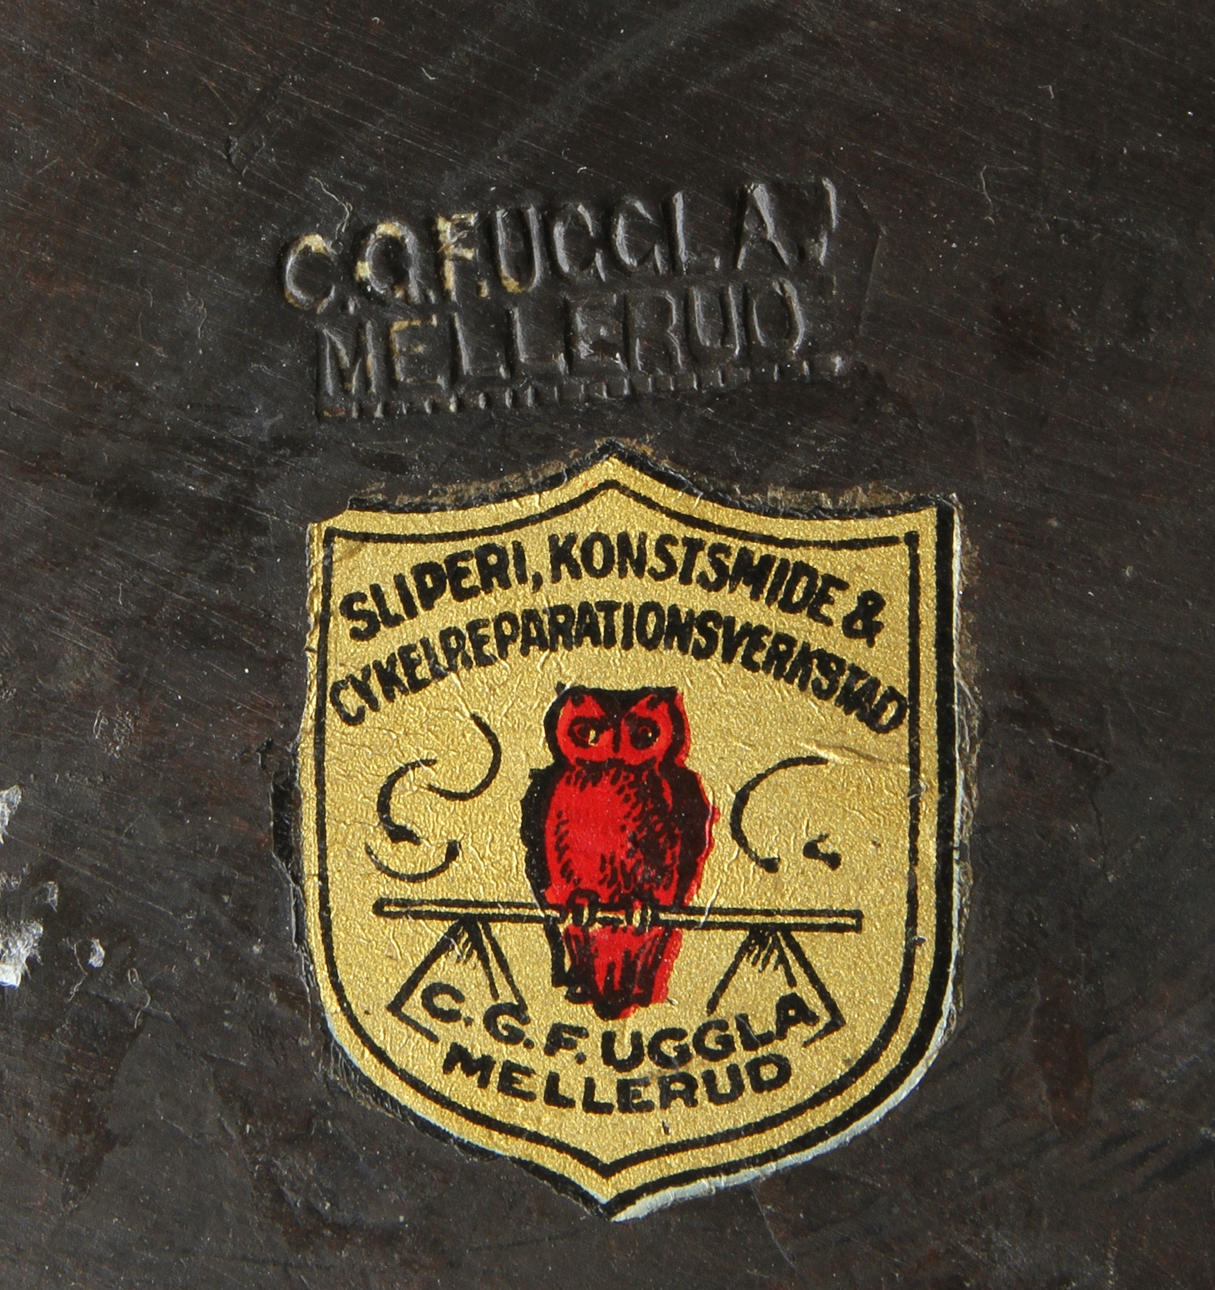 C.G.F.UGGLA.
MELLERUD.
SLIPERI, KONSTSMIDE &
CYKELREPARATIONSVERKSTAD
C.G.F. UGGLA
MELLERUD